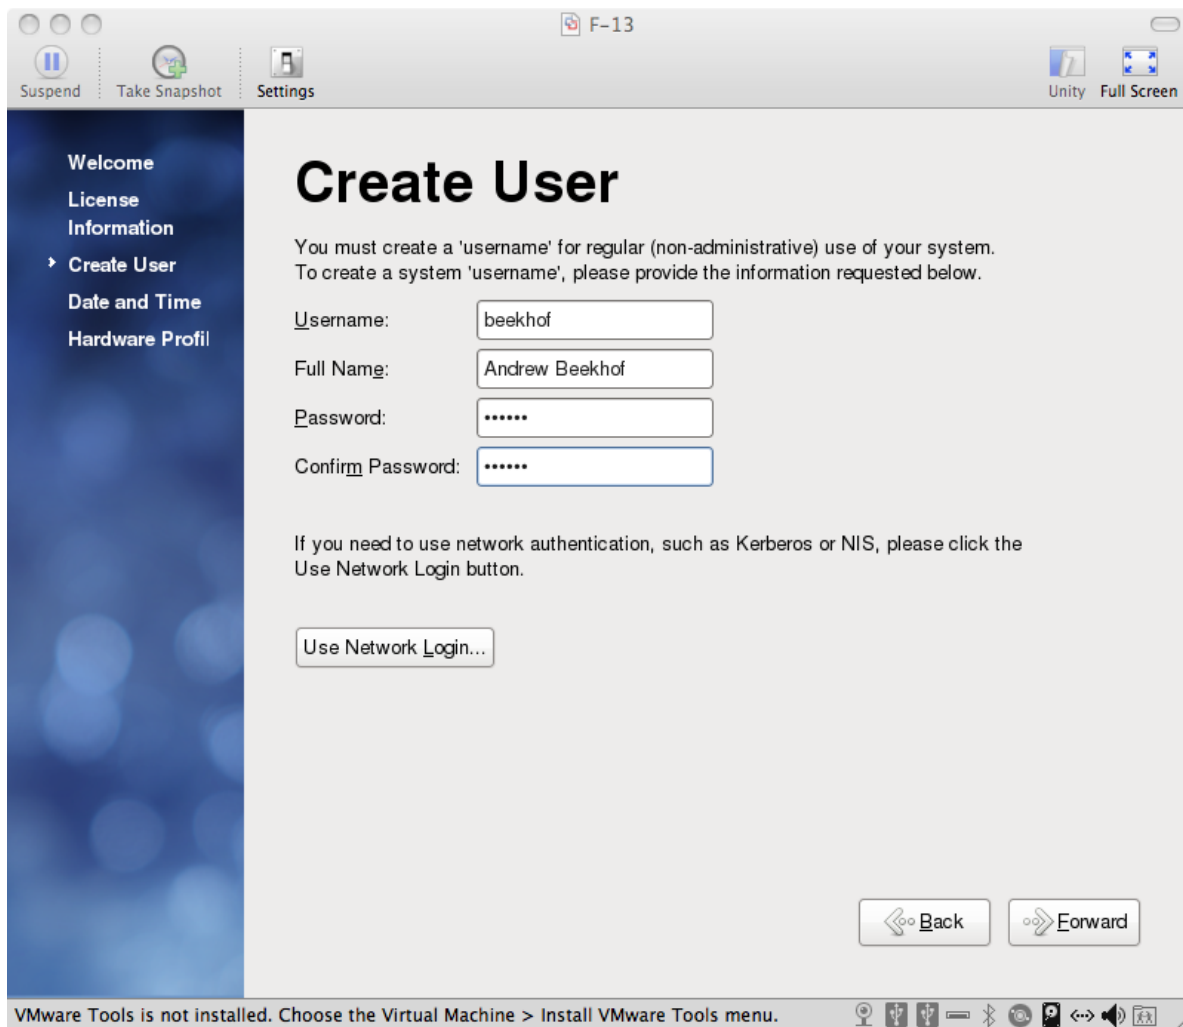 F-13
Suspend
Take Snapshot
Settings
Unity
Full Screen
Welcome
License
Information
Create User
Date and Time
Hardware Profil
Create User
You must create a 'username' for regular (non-administrative) use of your system.
To create a system 'username', please provide the information requested below.
Username:
beekhof
Full Name:
Andrew Beekhof
Password:
••••••
Confirm Password:
••••••
If you need to use network authentication, such as Kerberos or NIS, please click the
Use Network Login button.
Use Network Login...
Back
Forward
VMware Tools is not installed. Choose the Virtual Machine > Install VMware Tools menu.